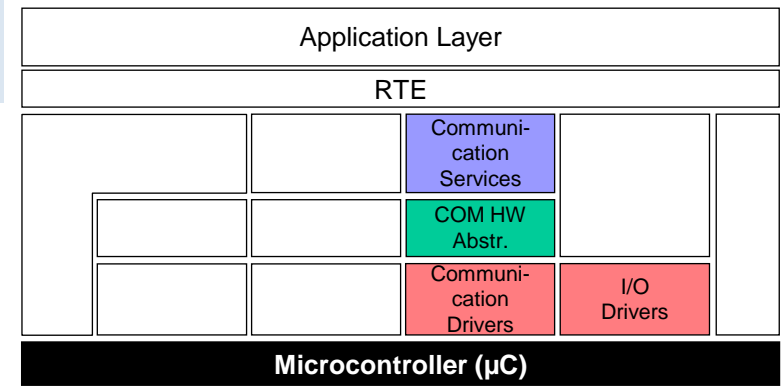 Application Layer
RTE
Communi-
cation
Services
COM HW
Abstr.
Communi-
cation
Drivers
I/O
Drivers
Microcontroller (µC)